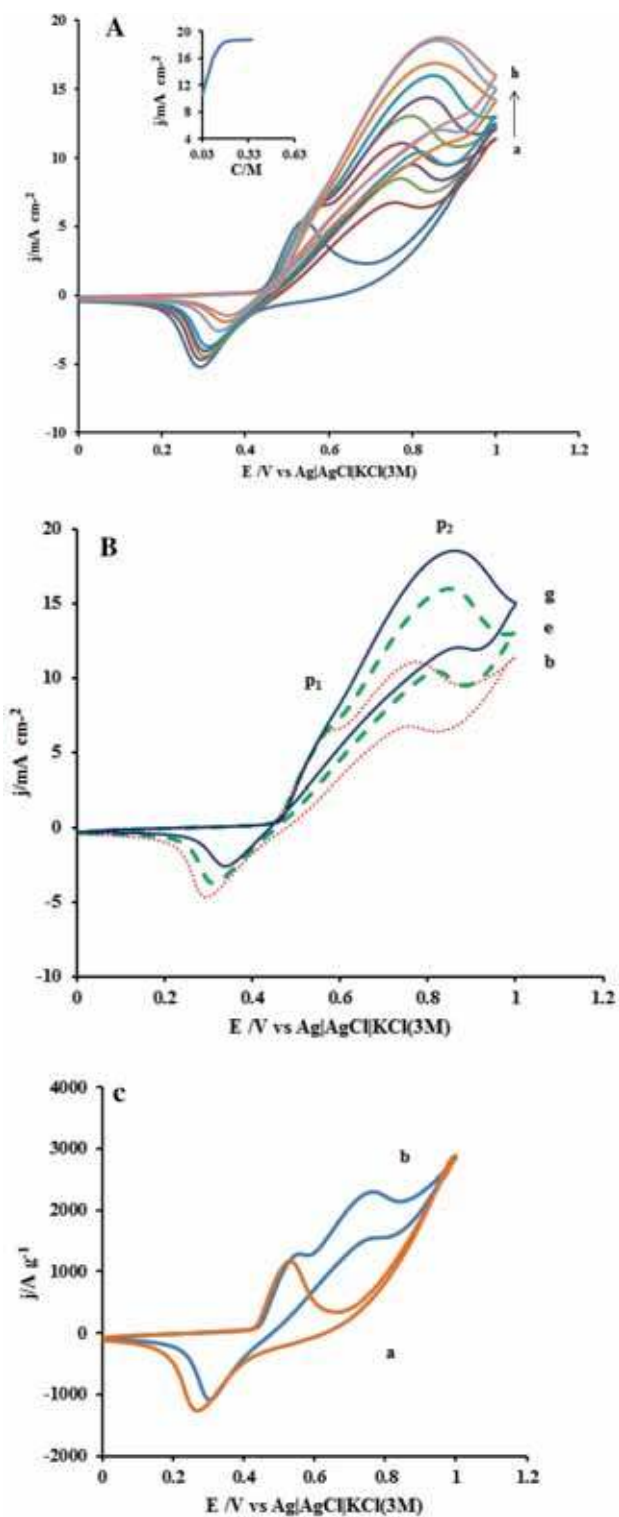 A
j/mA cm-2
20
16
12
8
4
0.03 0.33 0.63
C/M
j/mA cm-2
20
15
10
5
0
-5
-10
h
a
0 0.2 0.4 0.6 0.8 1 1.2
E /V vs Ag|AgCl|KCl(3M)
B
j/mA cm-2
20
15
10
5
0
-5
-10
p1
p2
g
e
b
0 0.2 0.4 0.6 0.8 1 1.2
E /V vs Ag|AgCl|KCl(3M)
c
j/A g-1
4000
3000
2000
1000
0
-1000
-2000
b
a
0 0.2 0.4 0.6 0.8 1 1.2
E /V vs Ag|AgCl|KCl(3M)